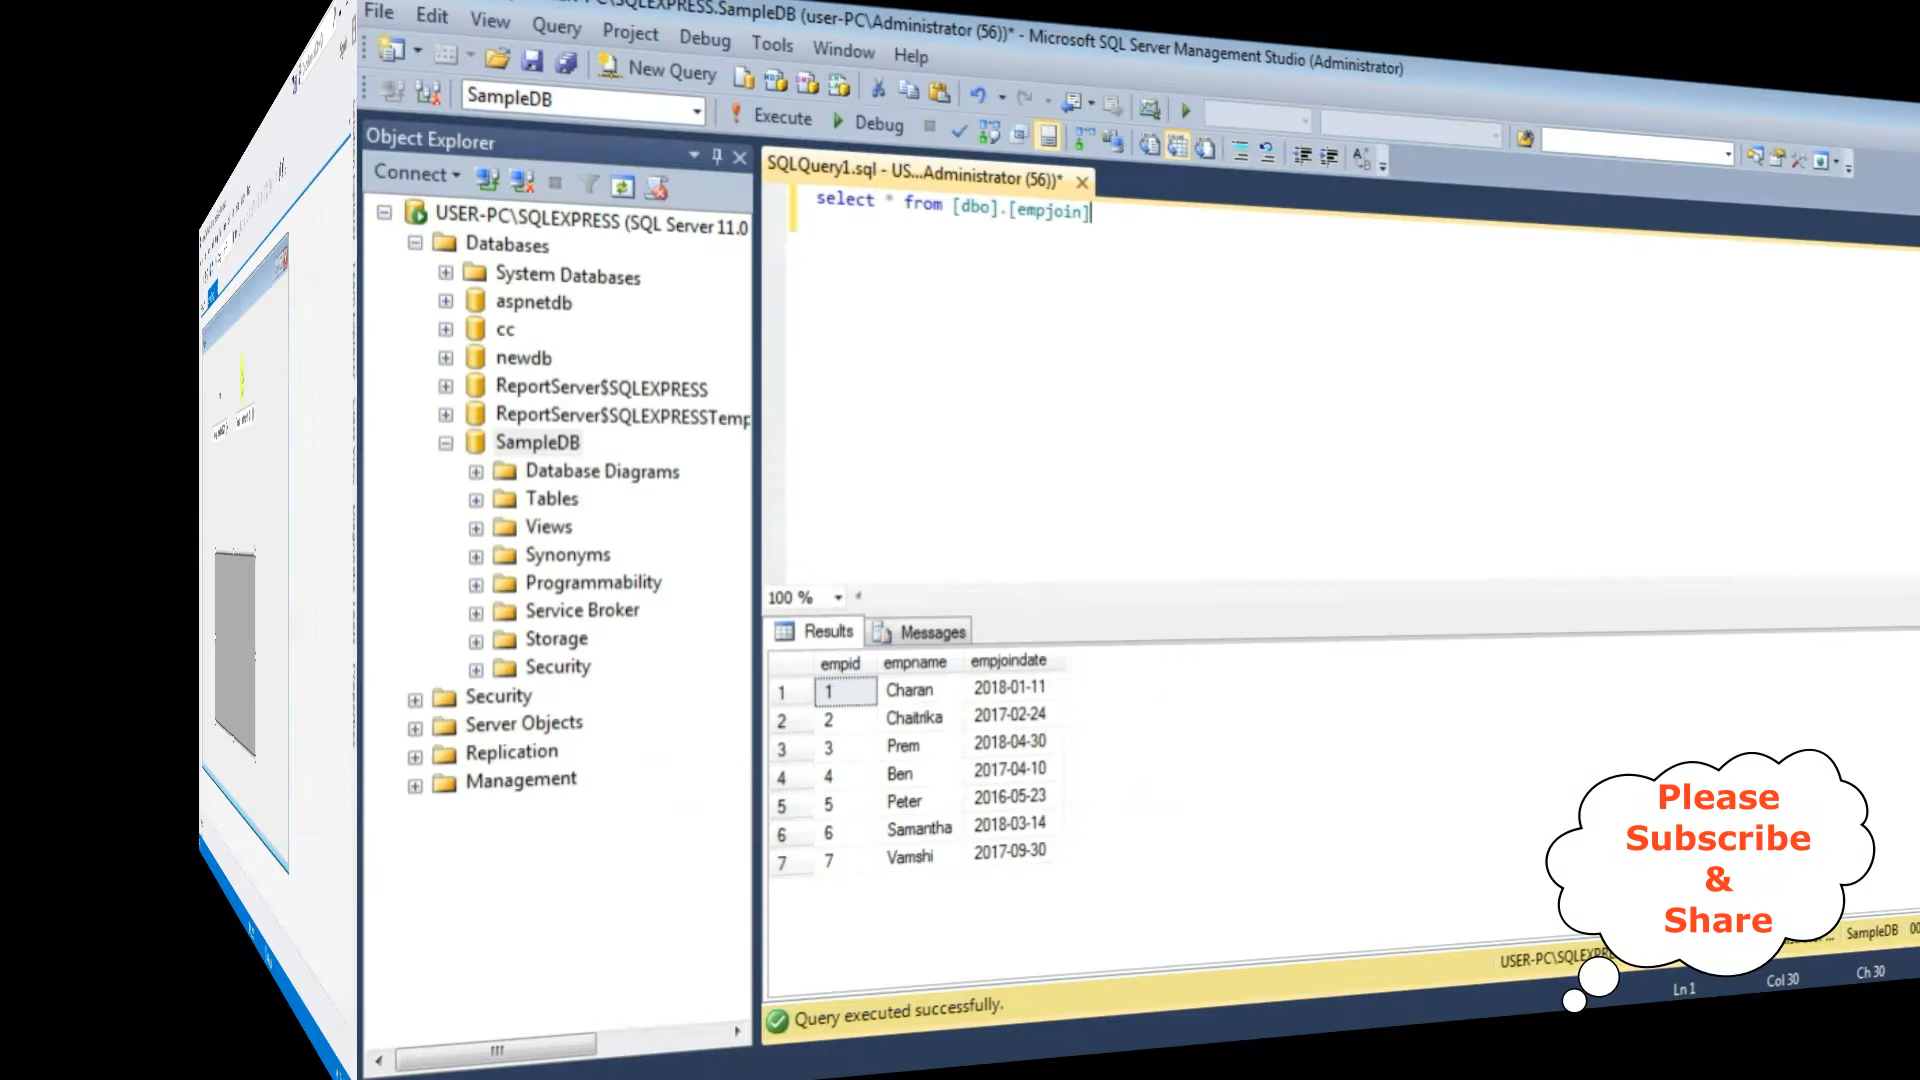 SQLEXPRESS.SampleDB (user-PC\Administrator (56))* - Microsoft SQL Server Management Studio (Administrator)
File Edit View Query Project Debug Tools Window Help
New Query
SampleDB
Execute Debug
Object Explorer
Connect
USER-PC\SQLEXPRESS (SQL Server 11.0
Databases
System Databases
aspnetdb
cc
newdb
ReportServer$SQLEXPRESS
ReportServer$SQLEXPRESSTemp
SampleDB
Database Diagrams
Tables
Views
Synonyms
Programmability
Service Broker
Storage
Security
Security
Server Objects
Replication
Management
SQLQuery1.sql - US...Administrator (56))*
select * from [dbo].[empjoin]
100 %
Results Messages
empid empname empjoindate
1 1 Charan 2018-01-11
2 2 Chaitrika 2017-02-24
3 3 Prem 2018-04-30
4 4 Ben 2017-04-10
5 5 Peter 2016-05-23
6 6 Samantha 2018-03-14
7 7 Vamshi 2017-09-30
Query executed successfully.
USER-PC\SQLEXPRE
SampleDB 00
Ln 1 Col 30 Ch 30
Please
Subscribe
&
Share